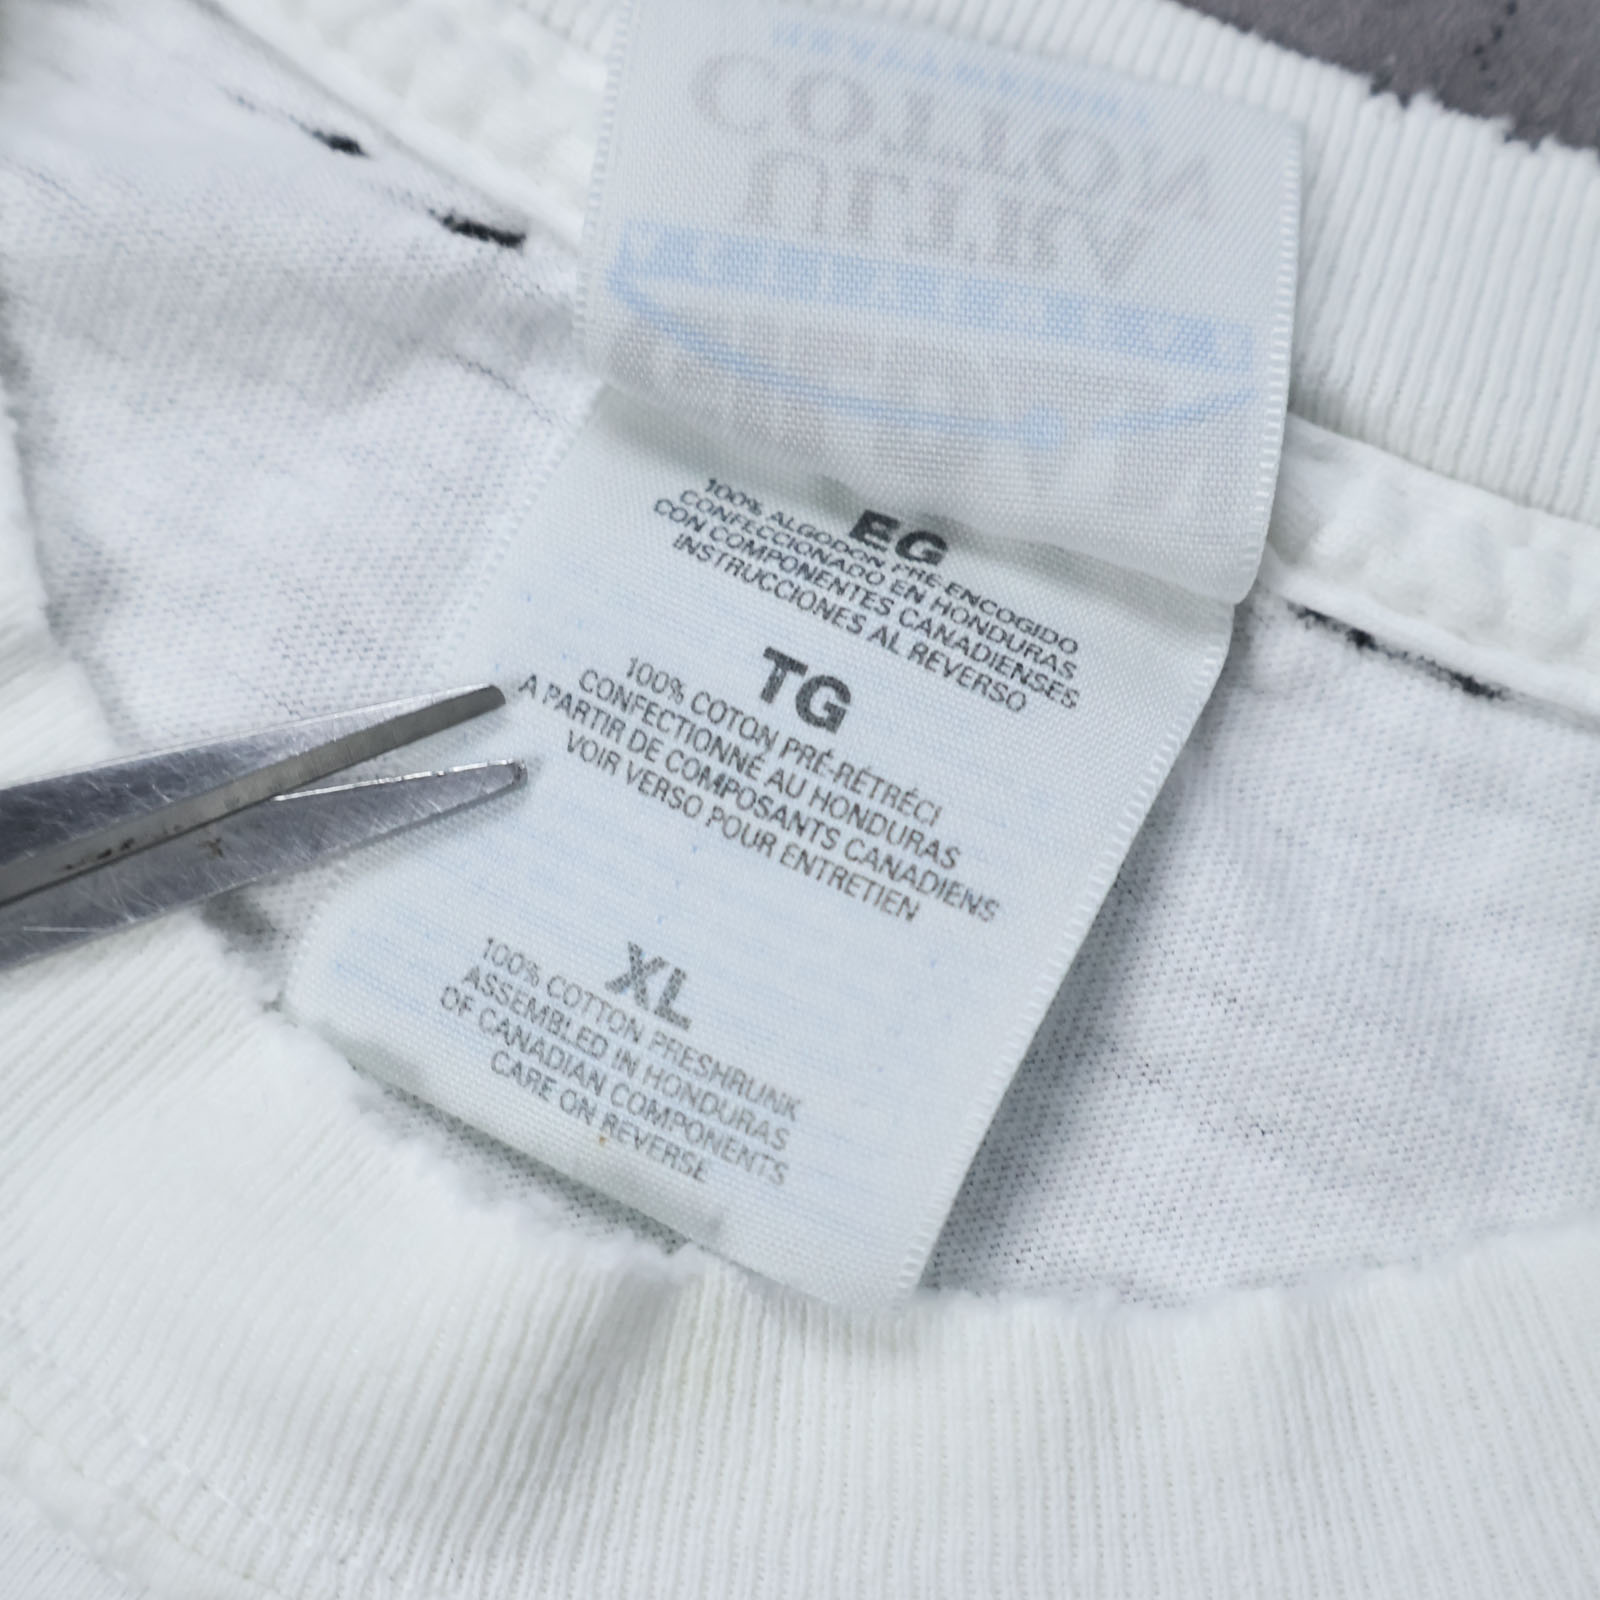 COTTON
EG
100% ALGODON PRE-ENCOGIDO
CONFECCIONADO EN HONDURAS
CON COMPONENTES CANADIENSES
INSTRUCCIONES AL REVERSO
TG
100% COTON PRÉ-RÉTRÉCI
CONFECTIONNÉ AU HONDURAS
A PARTIR DE COMPOSANTS CANADIENS
VOIR VERSO POUR ENTRETIEN
XL
100% COTTON PRESHRUNK
ASSEMBLED IN HONDURAS
OF CANADIAN COMPONENTS
CARE ON REVERSE